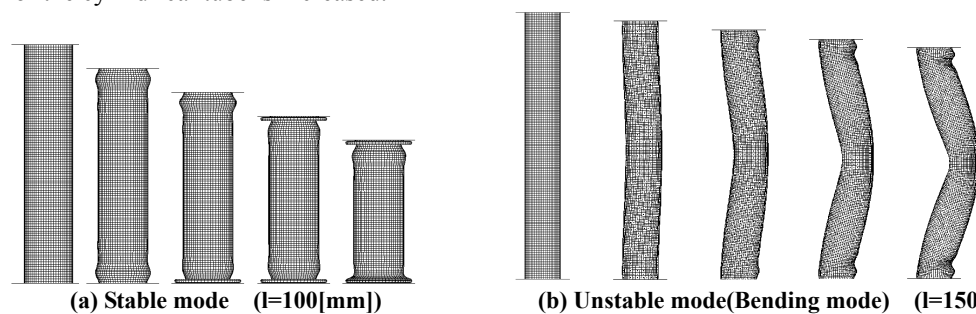 (a) Stable mode (l=100[mm])
(b) Unstable mode(Bending mode) (l=150